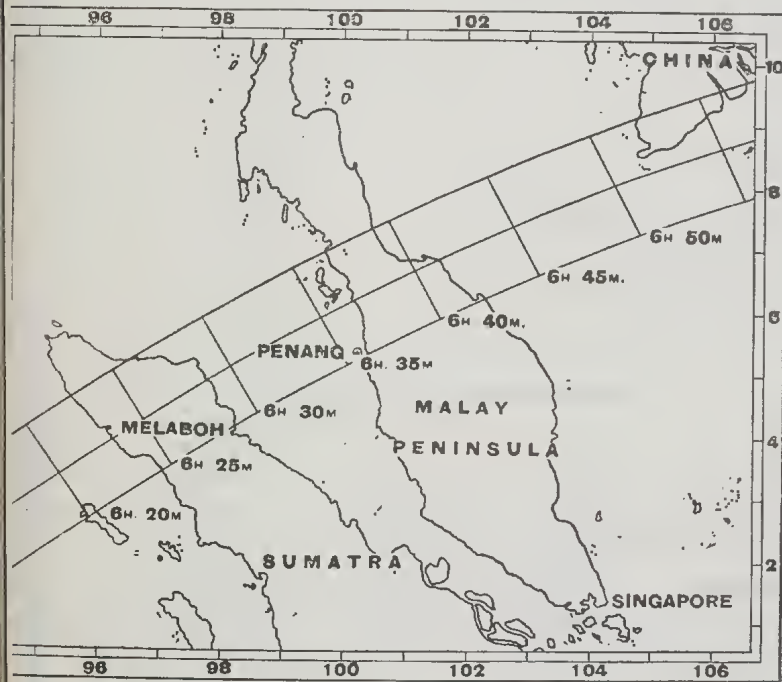 96 98 100 102 104 106
CHINA
10
8
6H 50M
6H 45M.
6
6H 40M.
PENANG
6H. 35M
6H 30M
MALAY
MELABOH
4
PENINSULA
6H 25M
6H. 20M
2
SUMATRA
SINGAPORE
96 98 100 102 104 106